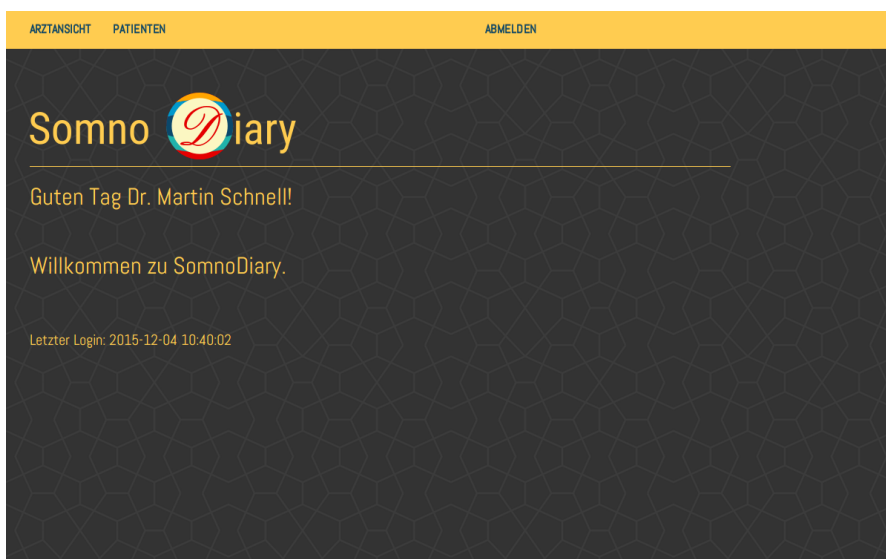 ARZTANSICHT PATIENTEN ABMELDEN
Somno Diary
Guten Tag Dr. Martin Schnell!
Willkommen zu SomnoDiary.
Letzter Login: 2015-12-04 10:40:02